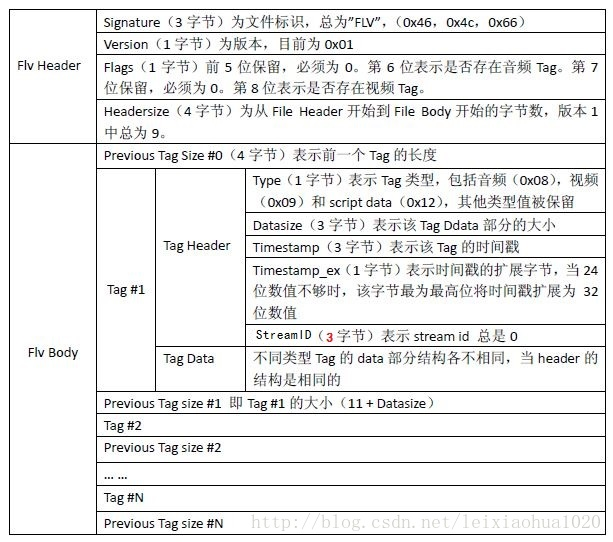 Flv Header
Signature（3 字节）为文件标识，总为”FLV”，（0x46，0x4c，0x66）
Version（1 字节）为版本，目前为 0x01
Flags（1 字节）前 5 位保留，必须为 0。第 6 位表示是否存在音频 Tag。第 7
位保留，必须为 0。第 8 位表示是否存在视频 Tag。
Headersize（4 字节）为从 File Header 开始到 File Body 开始的字节数，版本 1
中总为 9。
Flv Body
Previous Tag Size #0（4 字节）表示前一个 Tag 的长度
Tag #1
Tag Header
Type（1 字节）表示 Tag 类型，包括音频（0x08），视频
（0x09）和 script data（0x12），其他类型值被保留
Datasize（3 字节）表示该 Tag Ddata 部分的大小
Timestamp（3 字节）表示该 Tag 的时间戳
Timestamp_ex（1 字节）表示时间戳的扩展字节，当 24
位数值不够时，该字节最为最高位将时间戳扩展为 32
位数值
StreamID（3 字节）表示 stream id 总是 0
Tag Data
不同类型 Tag 的 data 部分结构各不相同，当 header 的
结构是相同的
Previous Tag size #1 即 Tag #1 的大小（11 + Datasize）
Tag #2
Previous Tag size #2
... ...
Tag #N
Previous Tag size #N
http://blog.csdn.net/leixiaohua1020